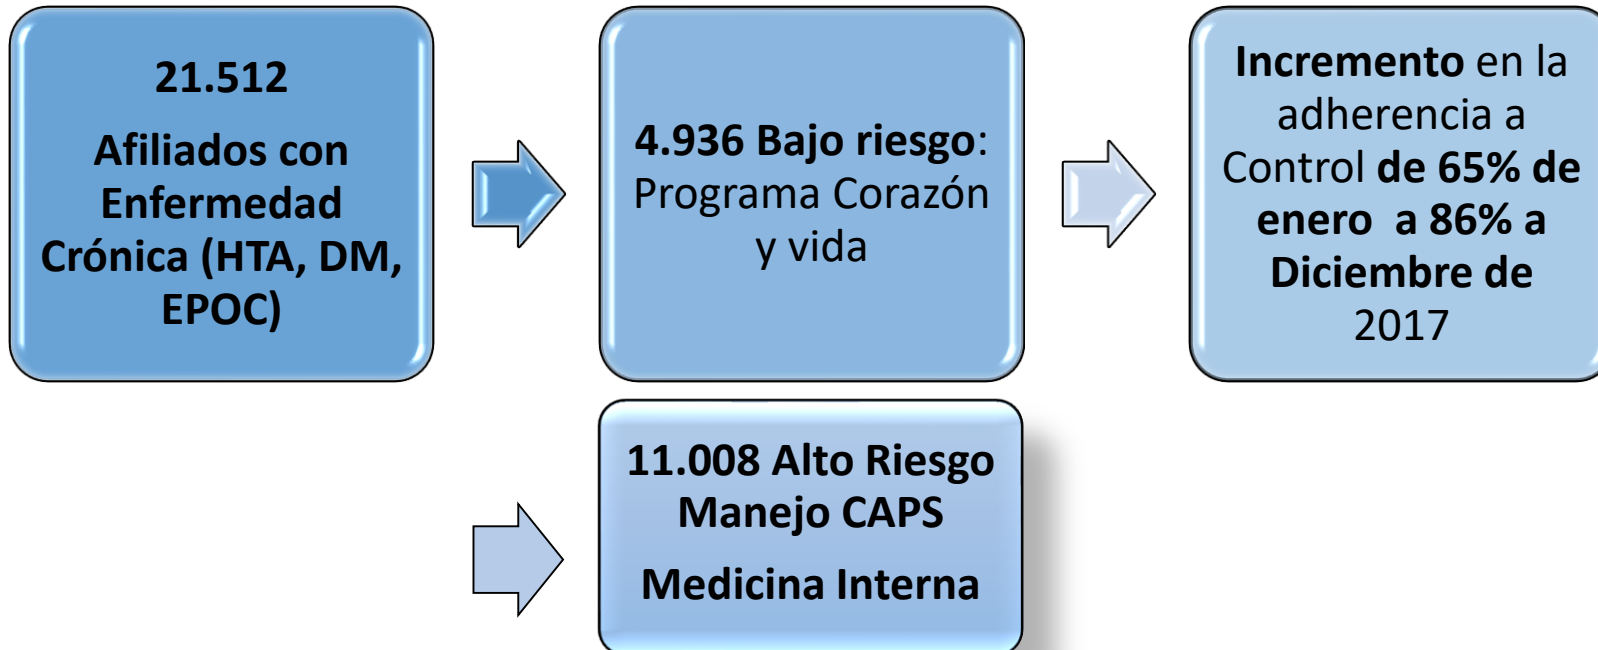 21.512
Afiliados con
Enfermedad
Crónica (HTA, DM,
EPOC)
4.936 Bajo riesgo:
Programa Corazón
y vida
Incremento en la
adherencia a
Control de 65% de
enero  a 86% a
Diciembre de
2017
11.008 Alto Riesgo
Manejo CAPS
Medicina Interna